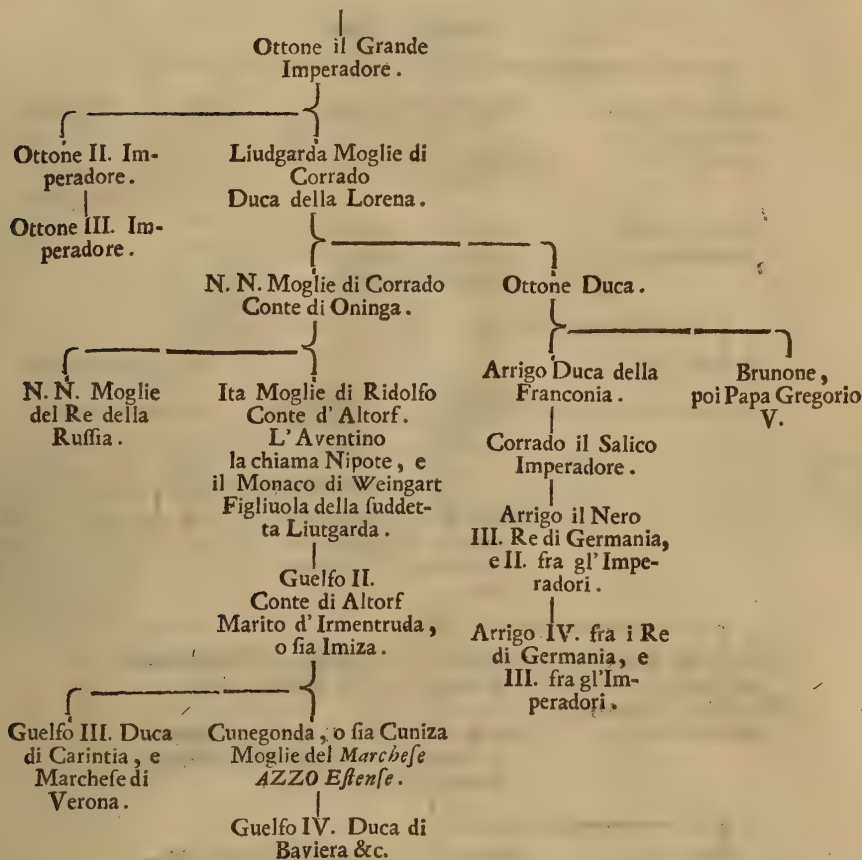 Ottone il Grande
Imperadore.
Ottone II. Im-
peradore.
Ottone III. Im-
peradore.
Liudgarda Moglie di
Corrado
Duca della Lorena.
N. N. Moglie di Corrado
Conte di Oninga.
Ottone Duca.
N. N. Moglie
del Re della
Ruſſia.
Ita Moglie di Ridolfo
Conte d'Altorf.
L'Aventino
la chiama Nipote, e
il Monaco di Weingart
Figliuola della ſuddet-
ta Liutgarda.
Guelfo II.
Conte di Altorf
Marito d'Irmentruda,
o ſia Imiza.
Arrigo Duca della
Franconia.
Corrado il Salico
Imperadore.
Arrigo il Nero
III. Re di Germania,
e II. fra gl'Impe-
radori.
Arrigo IV. fra i Re
di Germania, e
III. fra gl'Im-
peradori.
Brunone,
poi Papa Gregorio
V.
Guelfo III. Duca
di Carintia, e
Marcheſe di
Verona.
Cunegonda, o ſia Cuniza
Moglie del Marcheſe
AZZO Eſtenſe.
Guelfo IV. Duca di
Baviera &c.